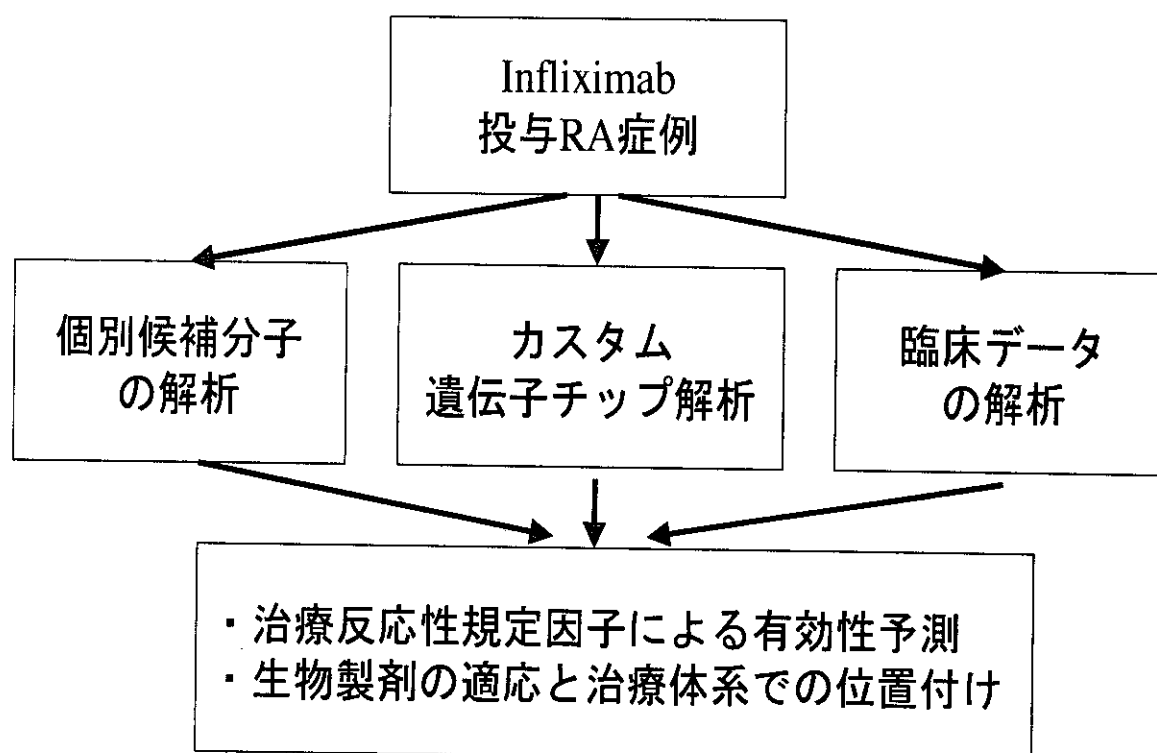 Infliximab
投与RA症例
個別候補分子
の解析
カスタム
遺伝子チップ解析
臨床データ
の解析
・治療反応性規定因子による有効性予測
・生物製剤の適応と治療体系での位置付け